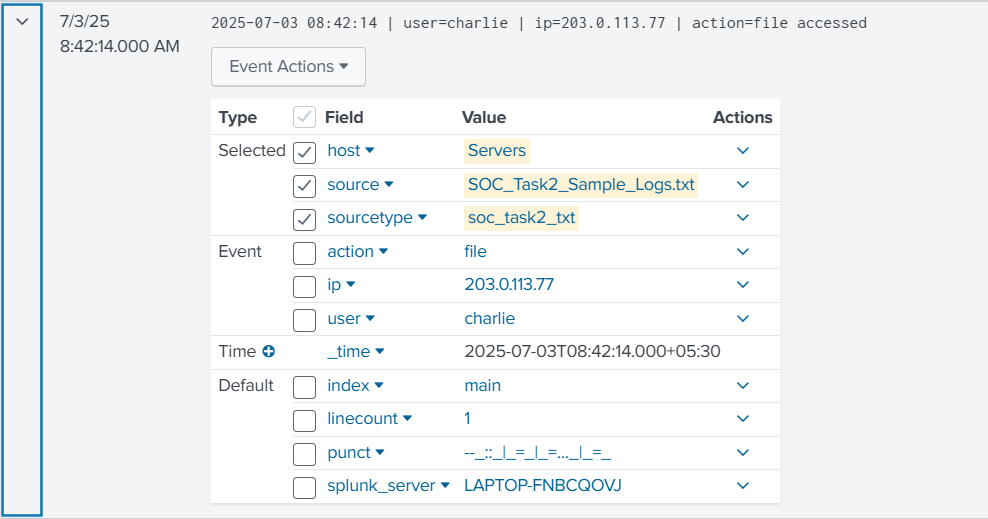 7/3/25
8:42:14.000 AM
2025-07-03 08:42:14 | user=charlie | ip=203.0.113.77 | action=file accessed
Event Actions
Type Field Value Actions
Selected host Servers
source SOC_Task2_Sample_Logs.txt
sourcetype soc_task2_txt
Event action file
ip 203.0.113.77
user charlie
Time _time 2025-07-03T08:42:14.000+05:30
Default index main
linecount 1
punct --_::_|_=_|_=..._|_=_
splunk_server LAPTOP-FNBCQOVJ